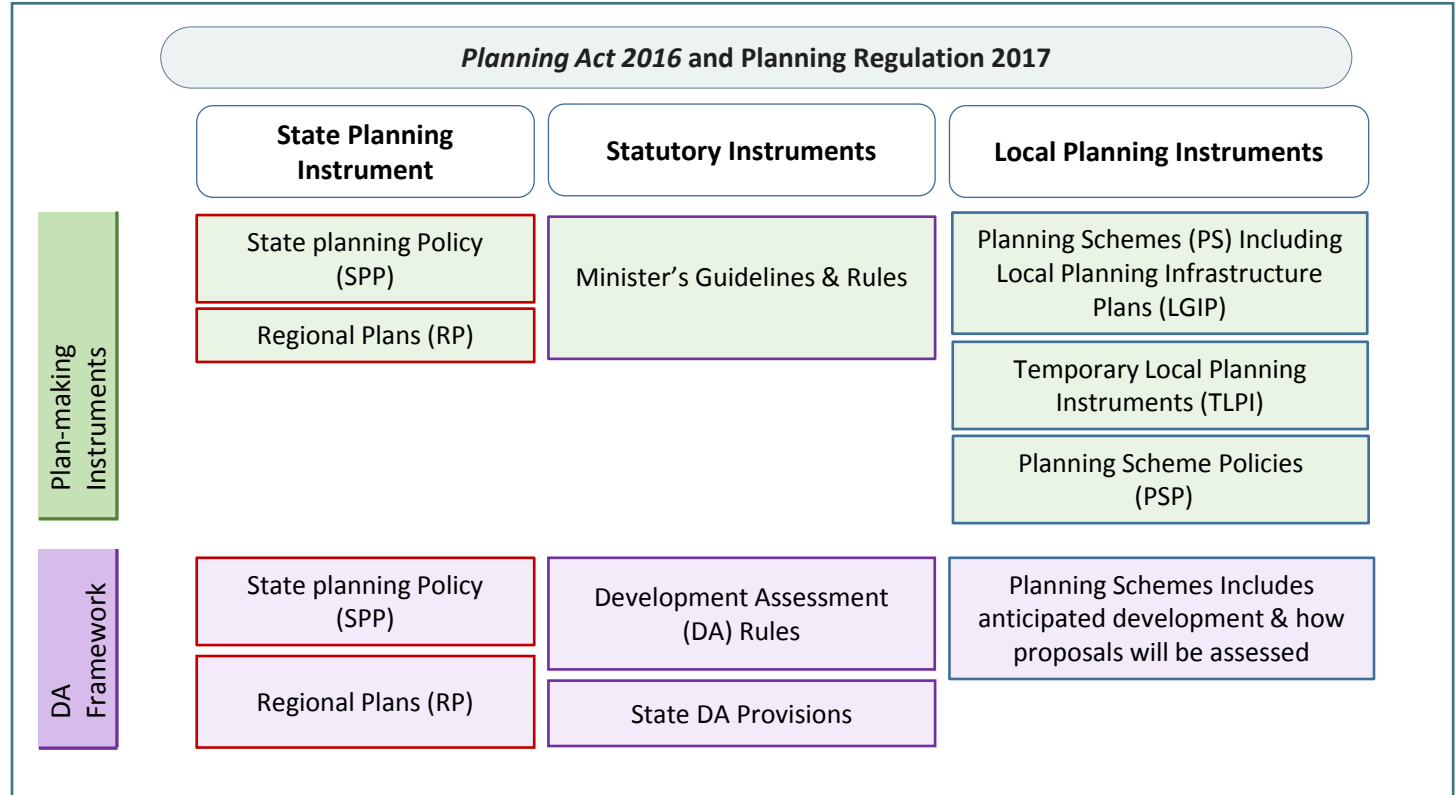 Planning Act 2016 and Planning Regulation 2017
State Planning
Instrument
Statutory Instruments
Local Planning Instruments
Plan-making
Instruments
State planning Policy
(SPP)
Regional Plans (RP)
Minister’s Guidelines & Rules
Planning Schemes (PS) Including
Local Planning Infrastructure
Plans (LGIP)
Temporary Local Planning
Instruments (TLPI)
Planning Scheme Policies
(PSP)
DA
Framework
State planning Policy
(SPP)
Regional Plans (RP)
Development Assessment
(DA) Rules
State DA Provisions
Planning Schemes Includes
anticipated development & how
proposals will be assessed